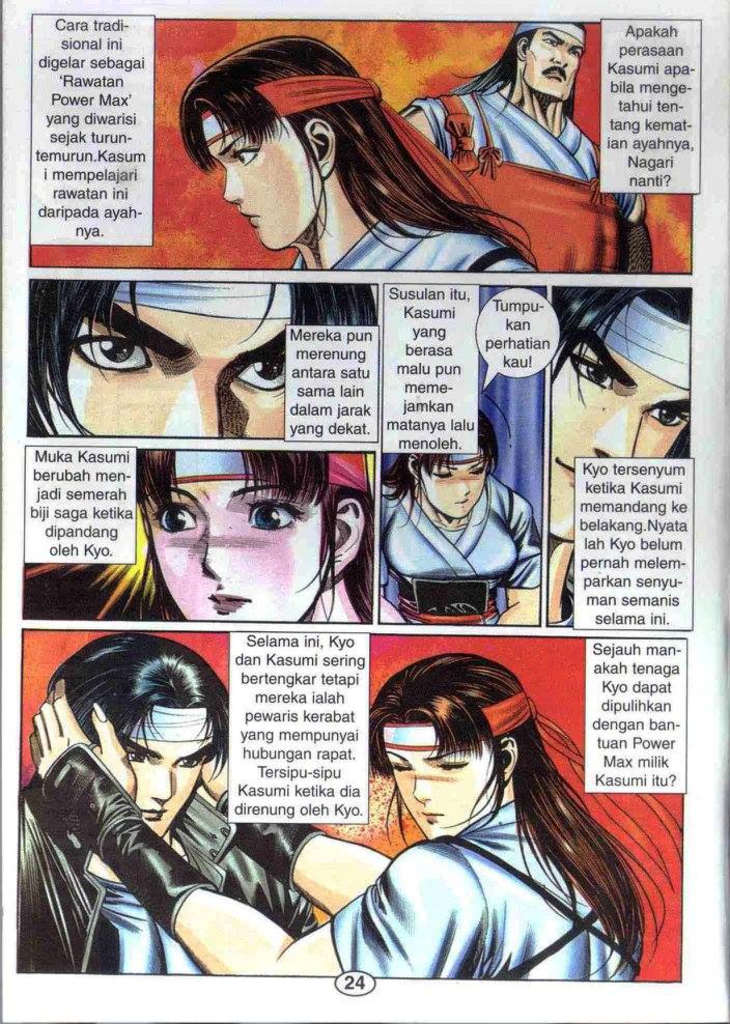 Cara tradi-
sional ini
digelar sebagai
'Rawatan
Power Max'
yang diwarisi
sejak turun-
temurun.Kasum
i mempelajari
rawatan ini
daripada ayah-
nya.
Apakah
perasaan
Kasumi apa-
bila menge-
tahui ten-
tang kemat-
ian ayahnya,
Nagari
nanti?
Mereka pun
merenung
antara satu
sama lain
dalam jarak
yang dekat.
Muka Kasumi
berubah men-
jadi semerah
biji saga ketika
dipandang
oleh Kyo.
Susulan itu,
Kasumi
yang
berasa
malu pun
meme-
jamkan
matanya lalu
menoleh.
Tumpu-
kan
perhatian
kau!
Kyo tersenyum
ketika Kasumi
memandang ke
belakang.Nyata
lah Kyo belum
pernah melem-
parkan senyu-
man semanis
selama ini.
Selama ini, Kyo
dan Kasumi sering
bertengkar tetapi
mereka ialah
pewaris kerabat
yang mempunyai
hubungan rapat.
Tersipu-sipu
Kasumi ketika dia
direnung oleh Kyo.
Sejauh man-
akah tenaga
Kyo dapat
dipulihkan
dengan ban-
tuan Power
Max milik
Kasumi itu?
24